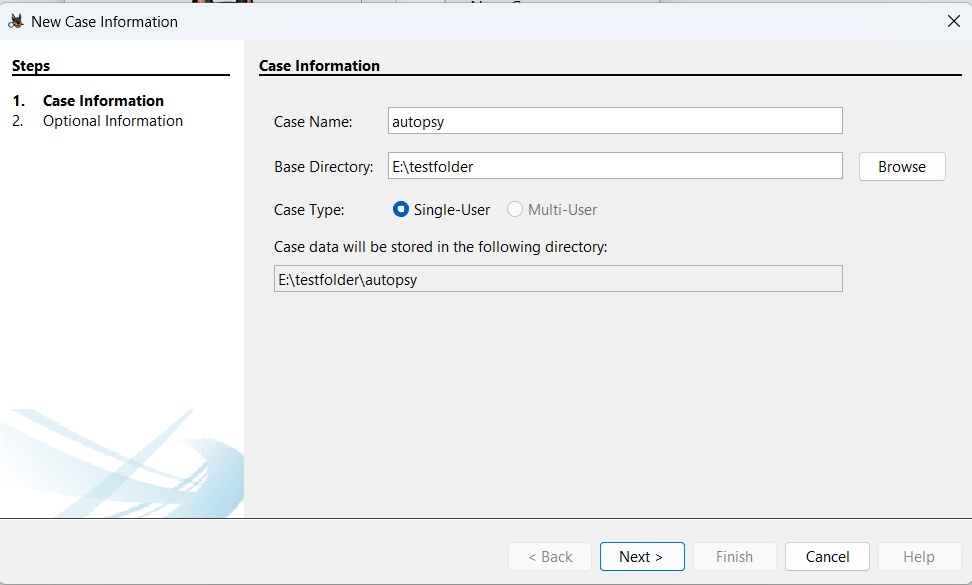 New Case Information
Steps
1. Case Information
2. Optional Information
Case Information
Case Name: autopsy
Base Directory: E:\testfolder Browse
Case Type: Single-User Multi-User
Case data will be stored in the following directory:
E:\testfolder\autopsy
< Back Next > Finish Cancel Help